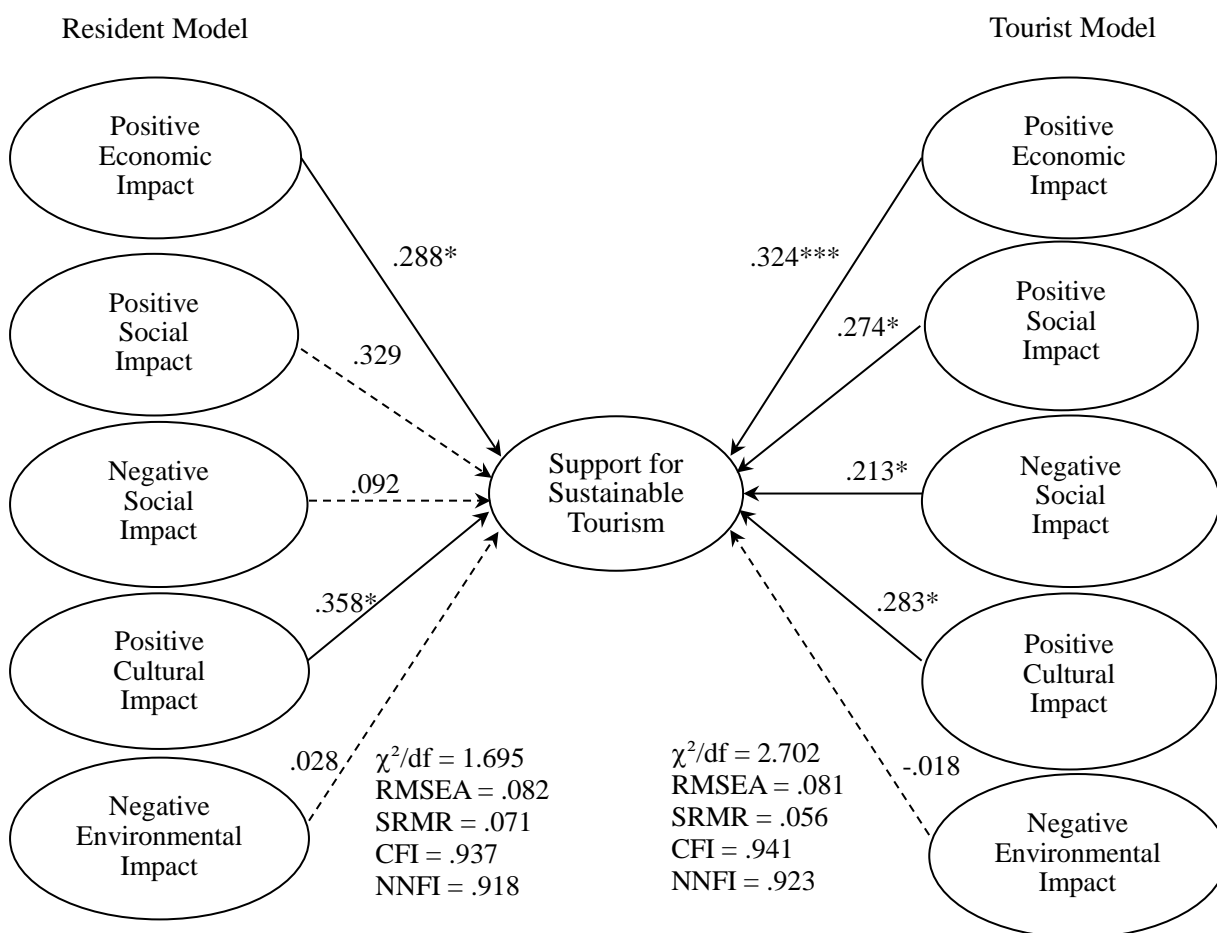 Resident Model
Tourist Model
Positive
Economic
Impact
Positive
Economic
Impact
.288*
.324***
Positive
Social
Impact
Positive
Social
Impact
.329
.274*
Negative
Social
Impact
.092
Support for
Sustainable
Tourism
.213*
Negative
Social
Impact
Positive
Cultural
Impact
.358*
.283*
Positive
Cultural
Impact
Negative
Environmental
Impact
.028
χ²/df = 1.695
RMSEA = .082
SRMR = .071
CFI = .937
NNFI = .918
χ²/df = 2.702
RMSEA = .081
SRMR = .056
CFI = .941
NNFI = .923
-.018
Negative
Environmental
Impact